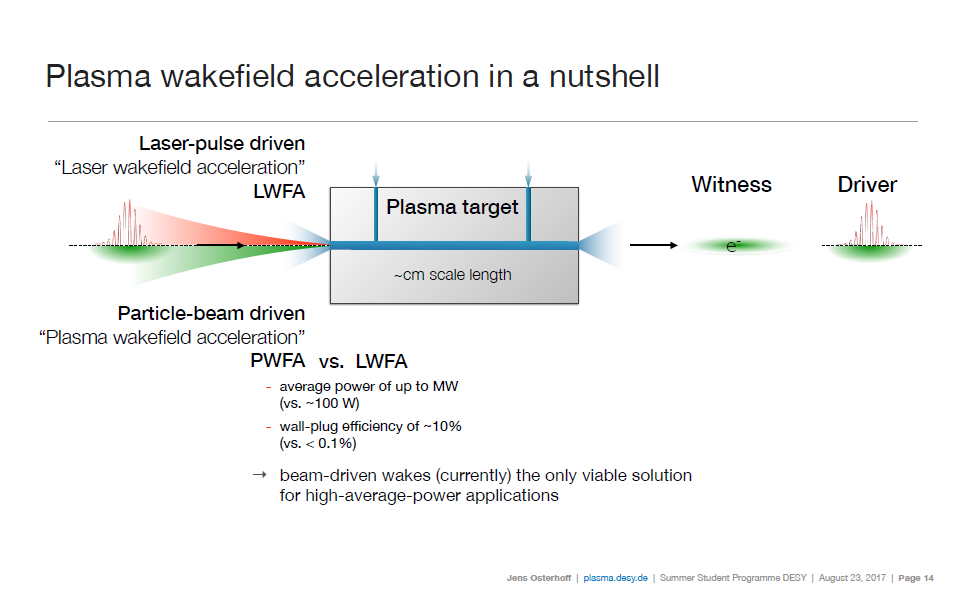 Plasma wakefield acceleration in a nutshell
Laser-pulse driven
“Laser wakefield acceleration”
LWFA
Plasma target
~cm scale length
Witness
Driver
e-
Particle-beam driven
“Plasma wakefield acceleration”
PWFA vs. LWFA
- average power of up to MW
(vs. ~100 W)
- wall-plug efficiency of ~10%
(vs. < 0.1%)
→ beam-driven wakes (currently) the only viable solution
for high-average-power applications
Jens Osterhoff | plasma.desy.de | Summer Student Programme DESY | August 23, 2017 | Page 14